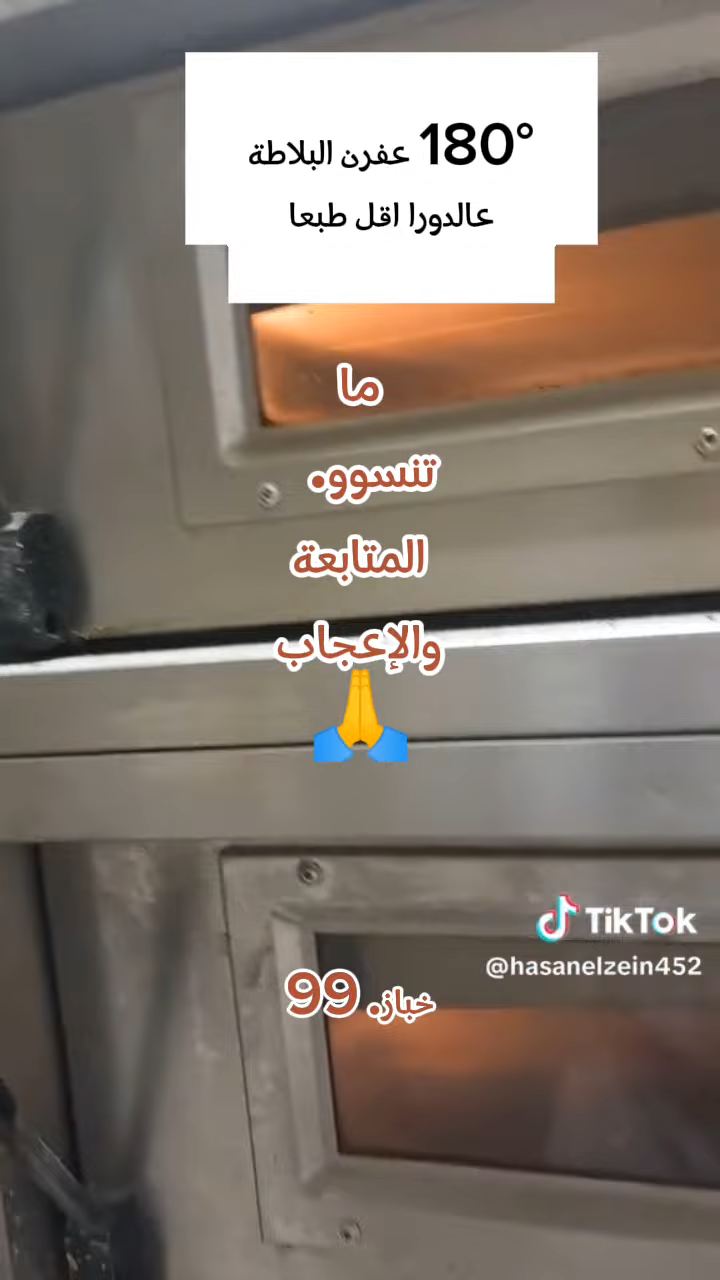 180° عفرن البلاطة
عالدورا اقل طبعا
ما
تنسوو.
المتابعة
والإعجاب
🙏
TikTok
@hasanelzein452
خباز. 99